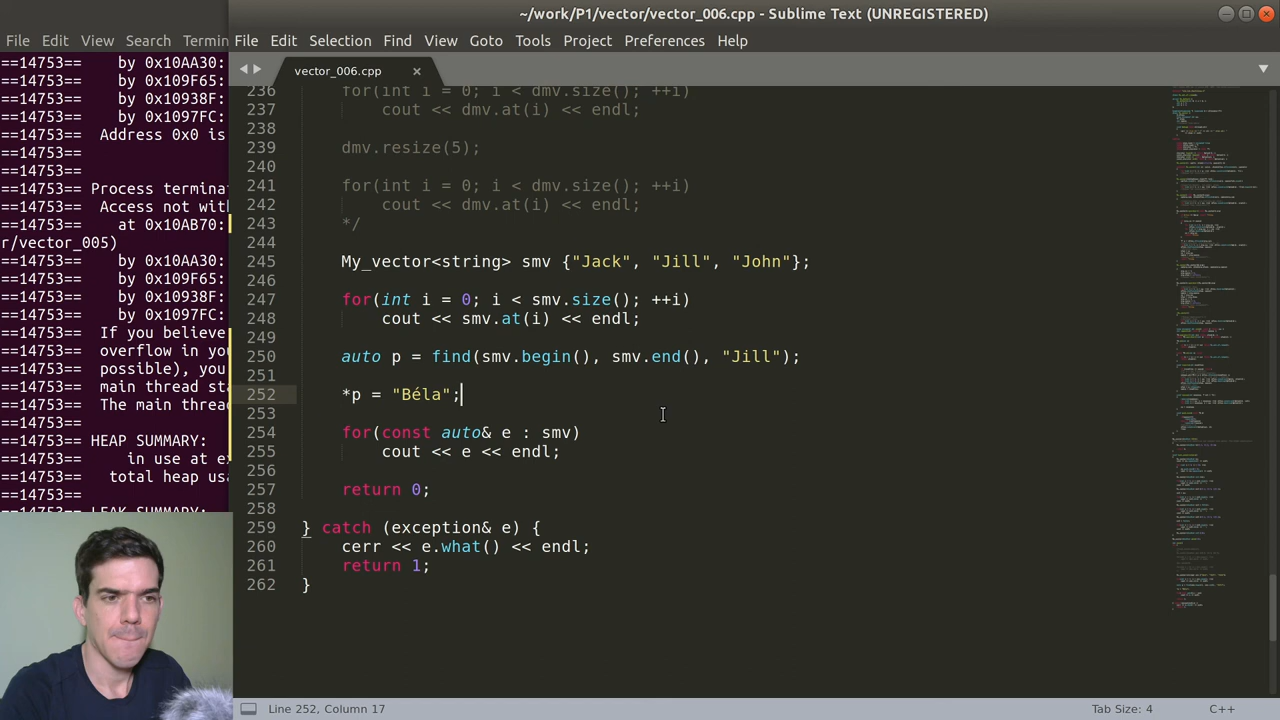 ~/work/P1/vector/vector_006.cpp - Sublime Text (UNREGISTERED)
File Edit View Search Termin
File Edit Selection Find View Goto Tools Project Preferences Help
vector_006.cpp
==14753== by 0x10AA30:
==14753== by 0x109F65:
==14753== by 0x10938F:
==14753== by 0x1097FC:
==14753== Address 0x0 is
==14753==
==14753==
==14753== Process termina
==14753== Access not with
==14753== at 0x10AB70:
r/vector_005)
==14753== by 0x10AA30:
==14753== by 0x109F65:
==14753== by 0x10938F:
==14753== by 0x1097FC:
==14753== If you believe
==14753== overflow in yo
==14753== possible), you
==14753== main thread sta
==14753== The main threa
==14753==
==14753== HEAP SUMMARY:
==14753== in use at e
==14753== total heap usa
==14753==
==14753== LEAK SUMMARY:
236 for(int i = 0; i < dmv.size(); ++i)
237 cout << dmv.at(i) << endl;
238
239 dmv.resize(5);
240
241 for(int i = 0; i < dmv.size(); ++i)
242 cout << dmv.at(i) << endl;
243 */
244
245 My_vector<string> smv {"Jack", "Jill", "John"};
246
247 for(int i = 0; i < smv.size(); ++i)
248 cout << smv.at(i) << endl;
249
250 auto p = find(smv.begin(), smv.end(), "Jill");
251
252 *p = "Béla";
253
254 for(const auto& e : smv)
255 cout << e << endl;
256
257 return 0;
258
259 } catch (exception& e) {
260 cerr << e.what() << endl;
261 return 1;
262 }
Line 252, Column 17
Tab Size: 4
C++